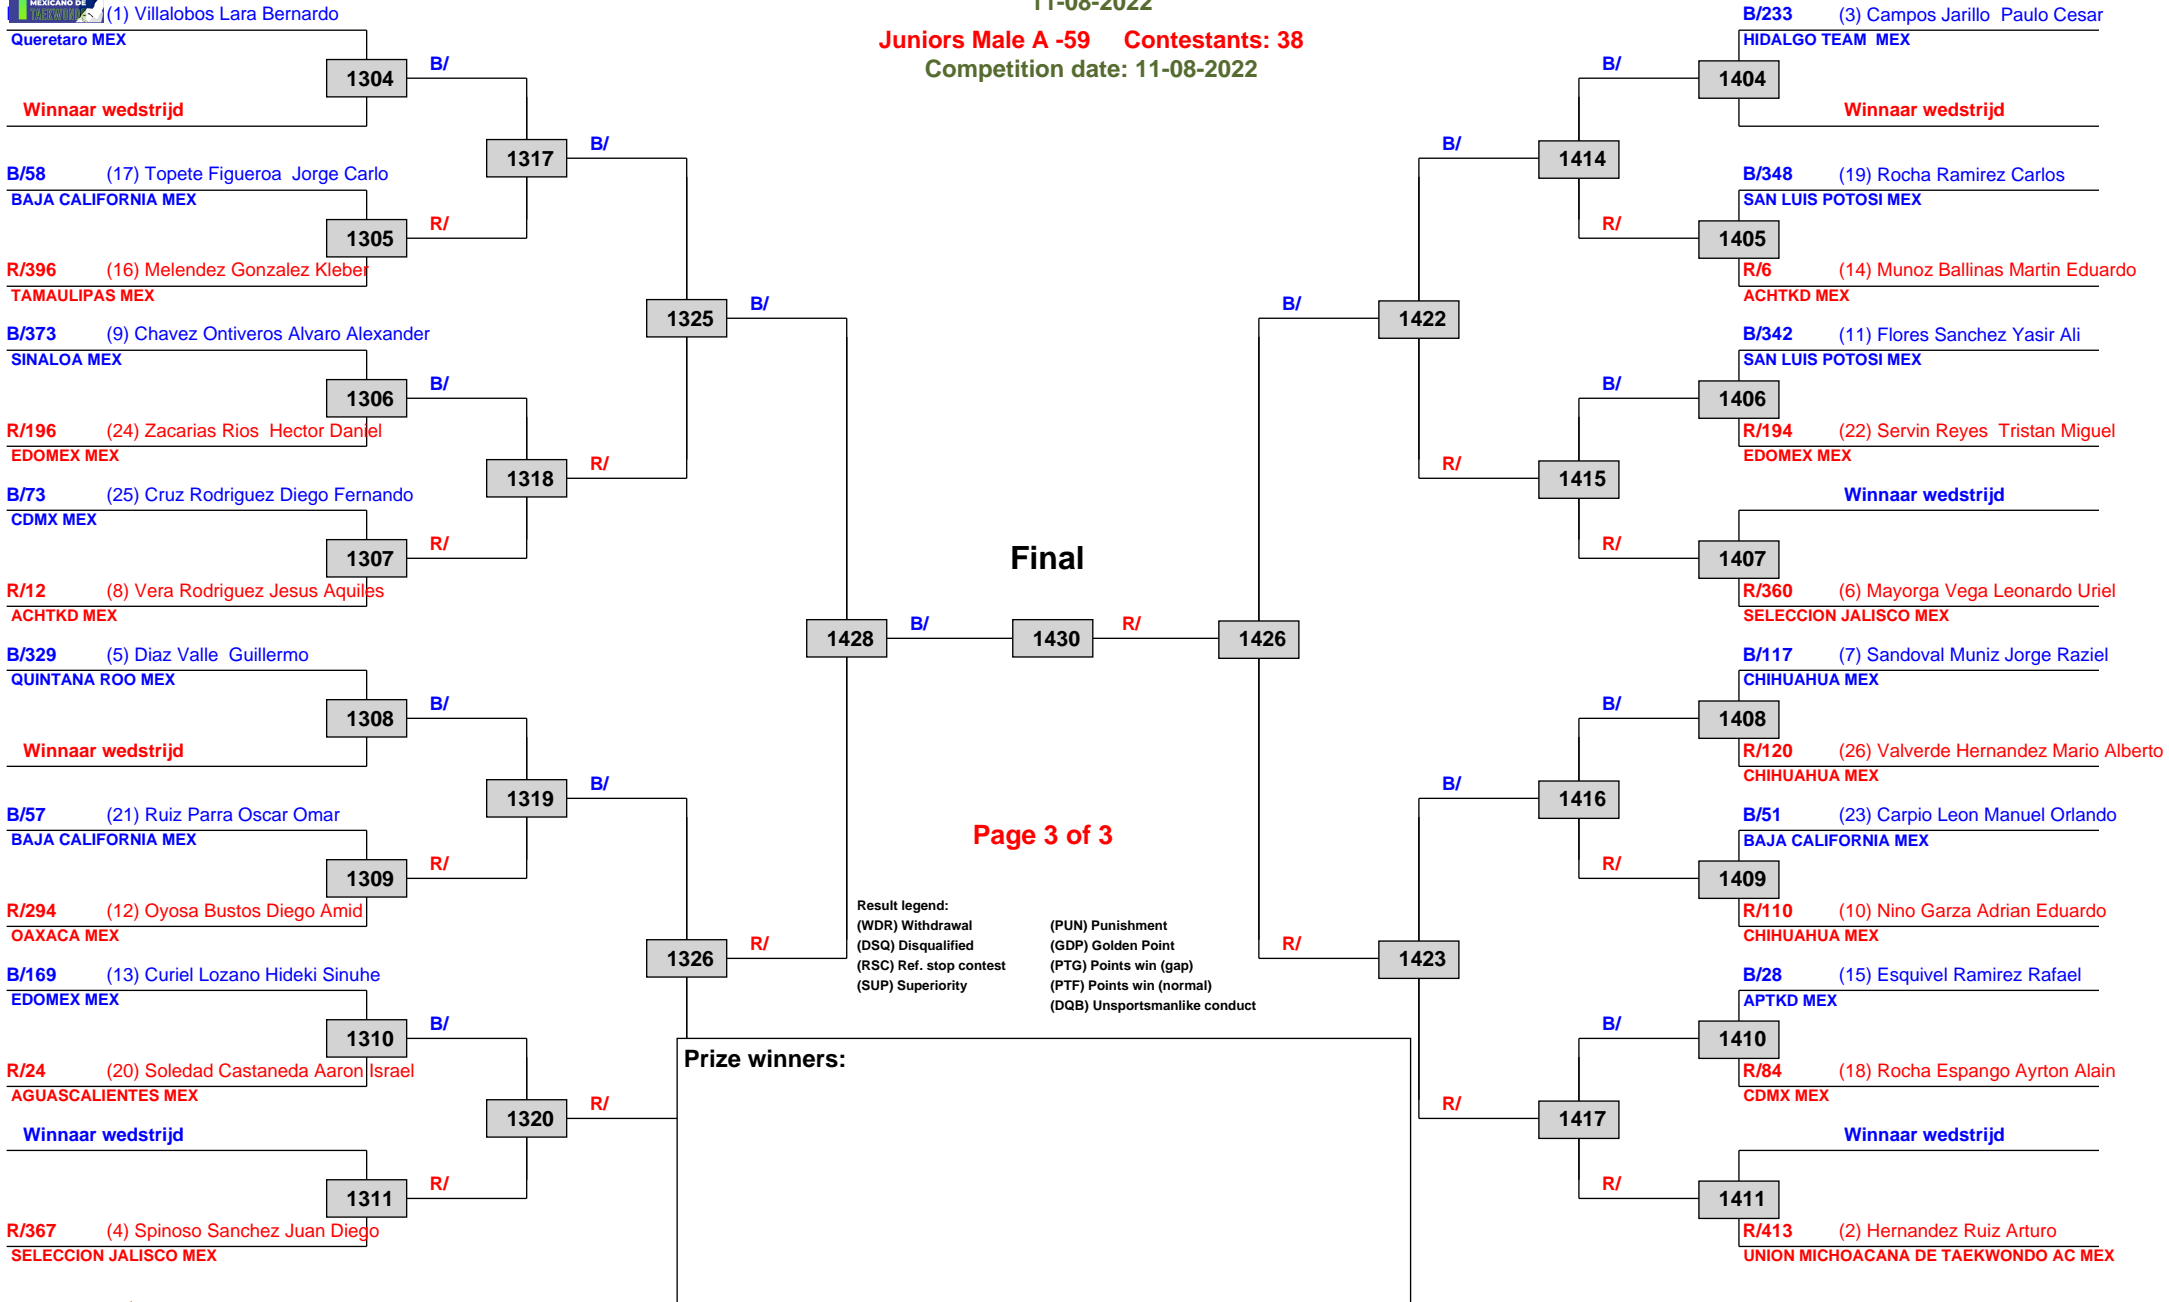 MEXICANO DE
TAEKWONDO
(1) Villalobos Lara Bernardo
Queretaro MEX
1304
B/
Winnaar wedstrijd
1317
B/
B/58 (17) Topete Figueroa Jorge Carlo
BAJA CALIFORNIA MEX
1305
R/
R/396 (16) Melendez Gonzalez Kleber
TAMAULIPAS MEX
1325
B/
B/373 (9) Chavez Ontiveros Alvaro Alexander
SINALOA MEX
1306
B/
R/196 (24) Zacarias Rios Hector Daniel
EDOMEX MEX
1318
R/
B/73 (25) Cruz Rodriguez Diego Fernando
CDMX MEX
1307
R/
R/12 (8) Vera Rodriguez Jesus Aquiles
ACHTKD MEX
1428
B/
B/329 (5) Diaz Valle Guillermo
QUINTANA ROO MEX
1308
B/
Winnaar wedstrijd
1319
B/
B/57 (21) Ruiz Parra Oscar Omar
BAJA CALIFORNIA MEX
1309
R/
R/294 (12) Oyosa Bustos Diego Amid
OAXACA MEX
1326
R/
B/169 (13) Curiel Lozano Hideki Sinuhe
EDOMEX MEX
1310
B/
R/24 (20) Soledad Castaneda Aaron Israel
AGUASCALIENTES MEX
1320
R/
Winnaar wedstrijd
1311
R/
R/367 (4) Spinoso Sanchez Juan Diego
SELECCION JALISCO MEX
11-08-2022
Juniors Male A -59 Contestants: 38
Competition date: 11-08-2022
Final
1430
R/
Page 3 of 3
Result legend:
(WDR) Withdrawal (PUN) Punishment
(DSQ) Disqualified (GDP) Golden Point
(RSC) Ref. stop contest (PTG) Points win (gap)
(SUP) Superiority (PTF) Points win (normal)
(DQB) Unsportsmanlike conduct
Prize winners:
B/233 (3) Campos Jarillo Paulo Cesar
HIDALGO TEAM MEX
B/
1404
Winnaar wedstrijd
B/
1414
B/348 (19) Rocha Ramirez Carlos
SAN LUIS POTOSI MEX
R/
1405
R/6 (14) Munoz Ballinas Martin Eduardo
ACHTKD MEX
B/
1422
B/342 (11) Flores Sanchez Yasir Ali
SAN LUIS POTOSI MEX
B/
1406
R/194 (22) Servin Reyes Tristan Miguel
EDOMEX MEX
R/
1415
Winnaar wedstrijd
R/
1407
R/360 (6) Mayorga Vega Leonardo Uriel
SELECCION JALISCO MEX
1426
B/117 (7) Sandoval Muniz Jorge Raziel
CHIHUAHUA MEX
B/
1408
R/120 (26) Valverde Hernandez Mario Alberto
CHIHUAHUA MEX
B/
1416
B/51 (23) Carpio Leon Manuel Orlando
BAJA CALIFORNIA MEX
R/
1409
R/110 (10) Nino Garza Adrian Eduardo
CHIHUAHUA MEX
R/
1423
B/28 (15) Esquivel Ramirez Rafael
APTKD MEX
B/
1410
R/84 (18) Rocha Espango Ayrton Alain
CDMX MEX
R/
1417
Winnaar wedstrijd
R/
1411
R/413 (2) Hernandez Ruiz Arturo
UNION MICHOACANA DE TAEKWONDO AC MEX